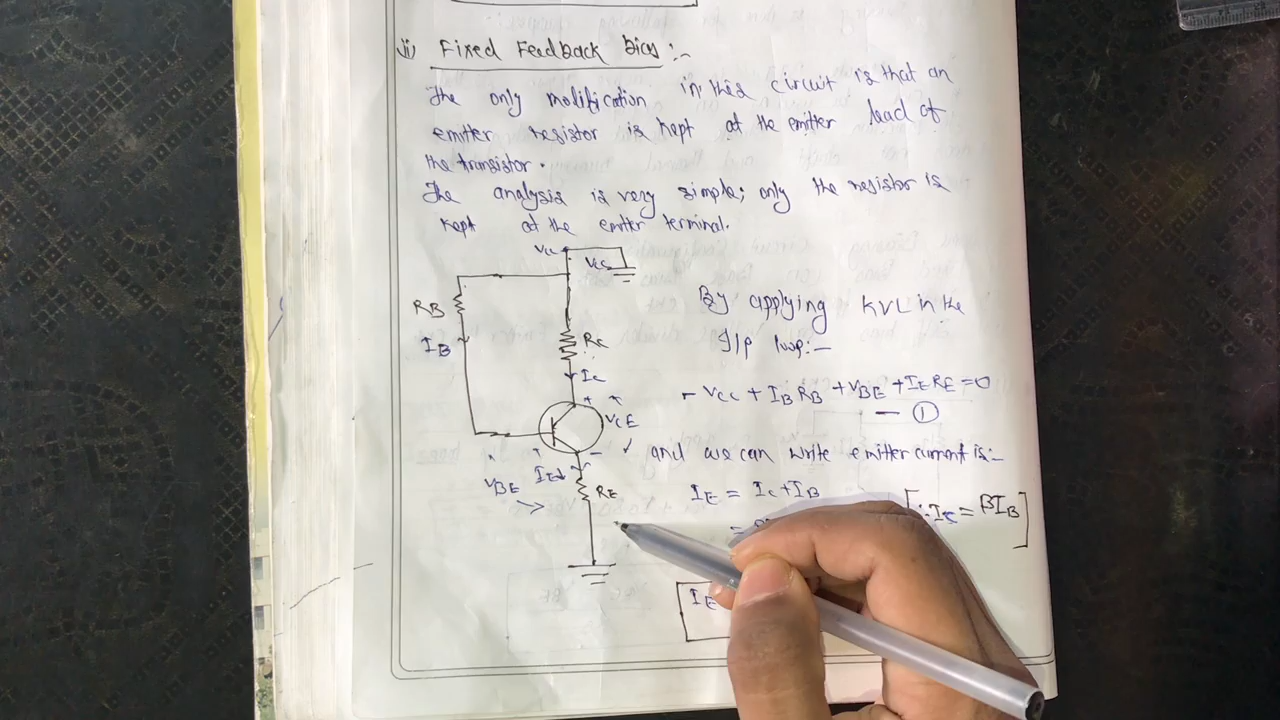 ii) Fixed Feedback bias :-
The only modification in this circuit is that an
emitter resistor is kept at the emitter lead of
the transistor.
The analysis is very simple; only the resistor is
kept at the emitter terminal.
Vcc
Vcc
RB
IB
Rc
Ic
+
VCE
+ -
VBE
IE
RE
By applying KVL in the
I/p loop:-
- Vcc + IB RB + VBE + IE RE = 0
— ①
and we can write emitter current is:-
IE = Ic + IB
[∵ Ic = βIB]
=
IE